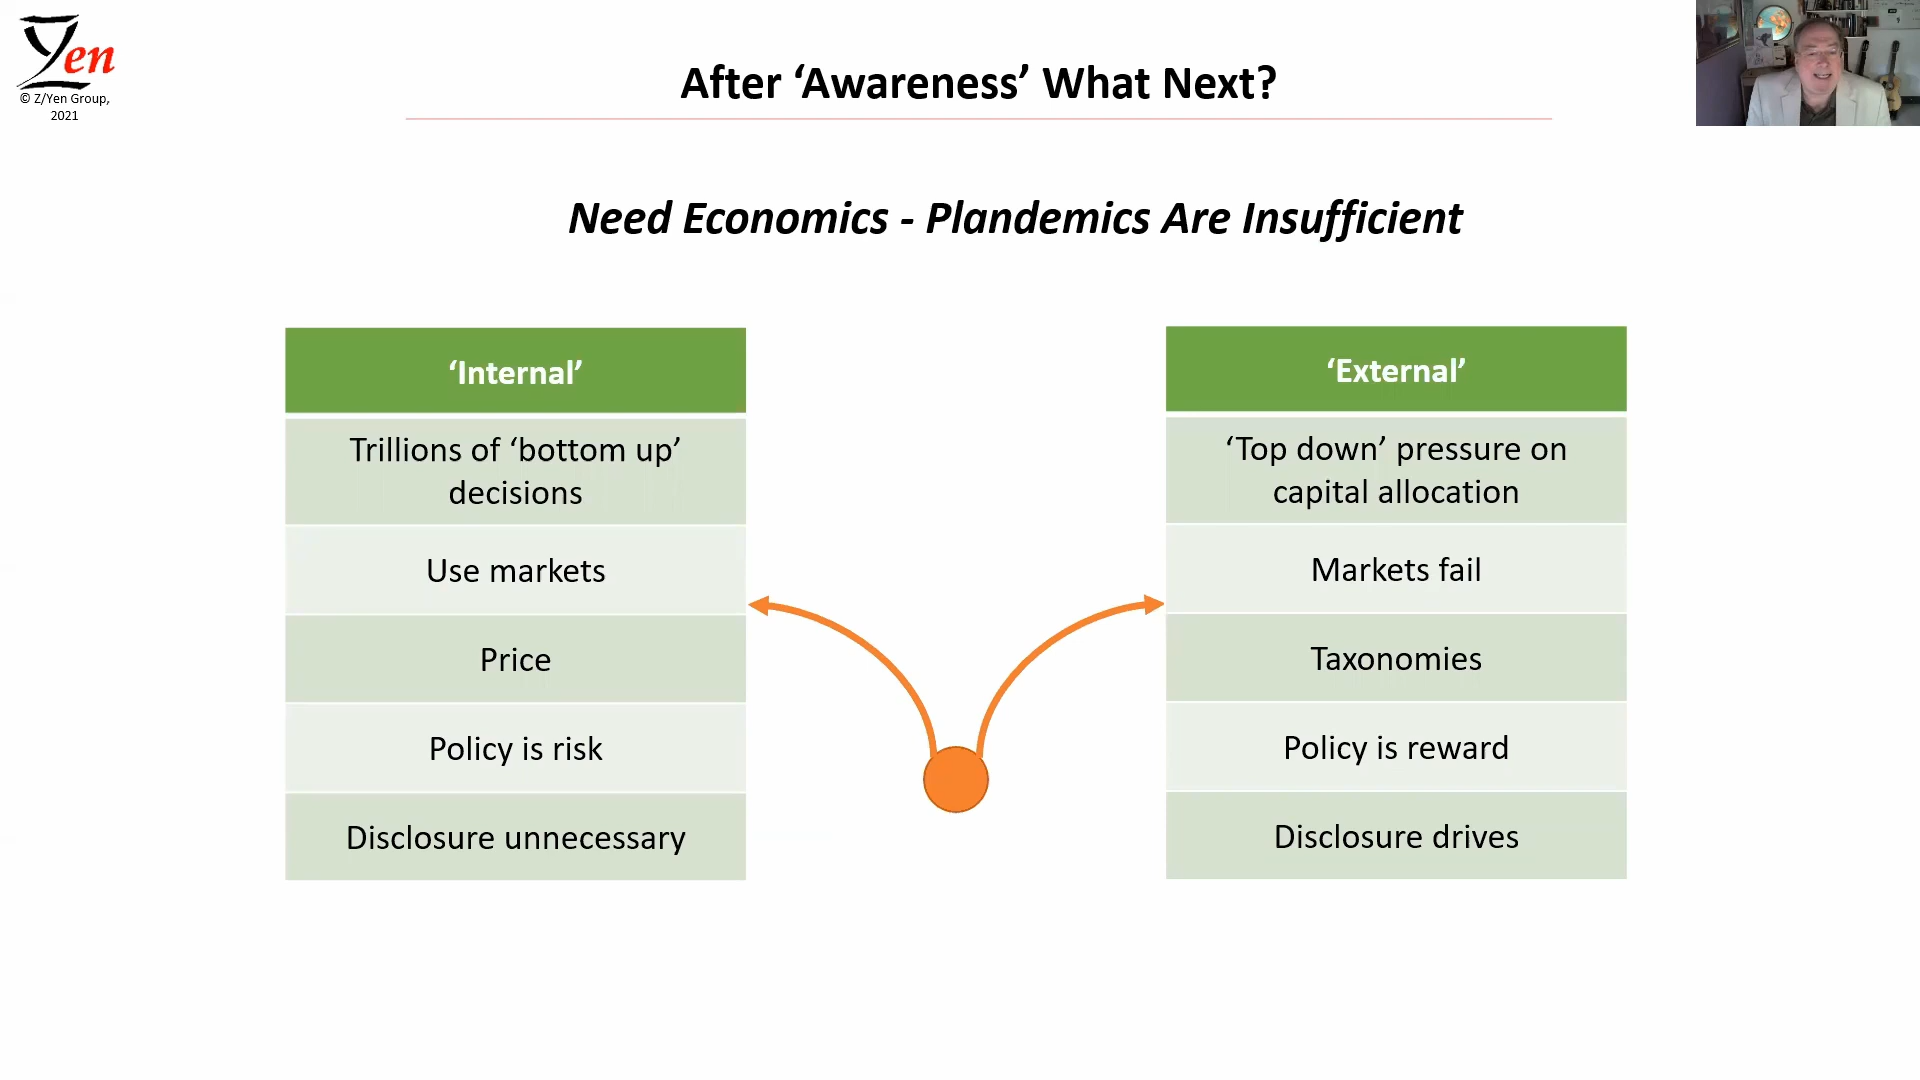 Yen
© Z/Yen Group,
2021
After ‘Awareness’ What Next?
Need Economics - Plandemics Are Insufficient
‘Internal’
Trillions of ‘bottom up’
decisions
Use markets
Price
Policy is risk
Disclosure unnecessary
‘External’
‘Top down’ pressure on
capital allocation
Markets fail
Taxonomies
Policy is reward
Disclosure drives